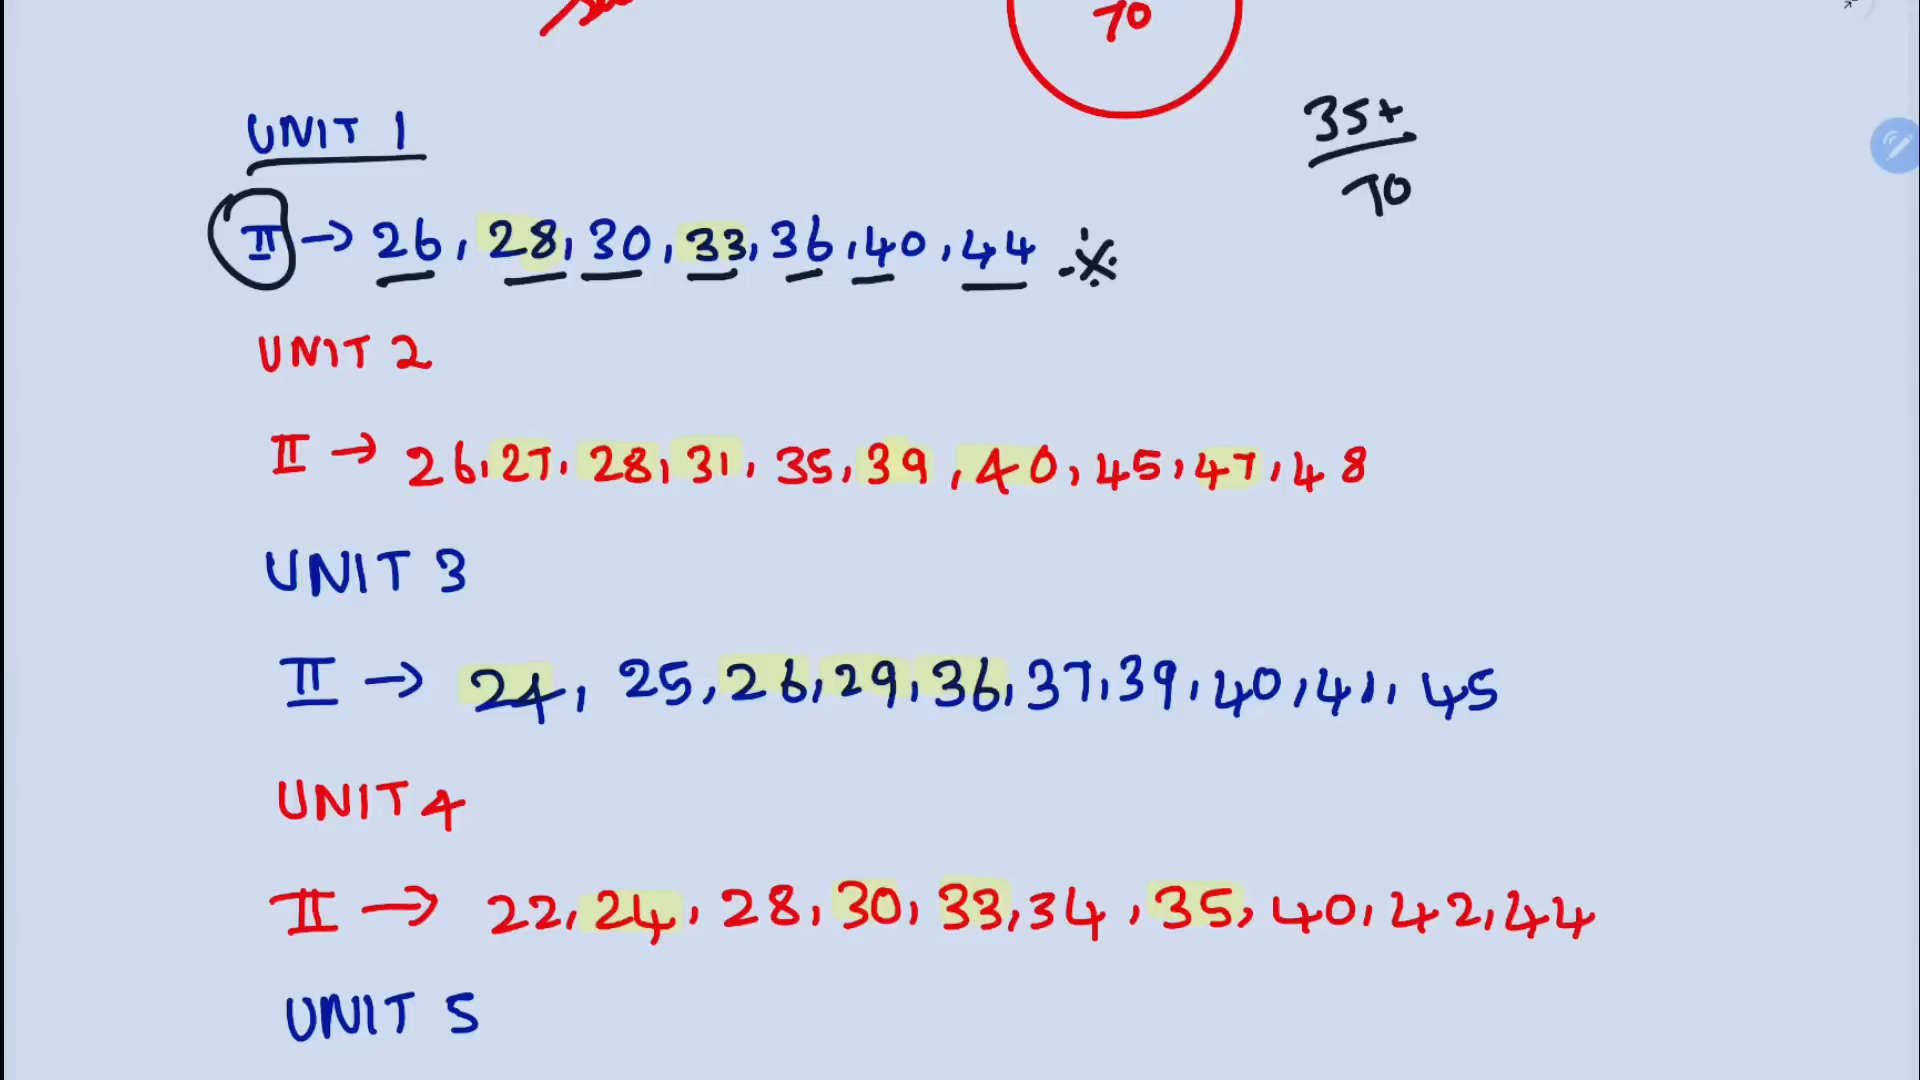 70
35+
70
UNIT 1
II → 26, 28, 30, 33, 36, 40, 44
UNIT 2
II → 26, 27, 28, 31, 35, 39, 40, 45, 47, 48
UNIT 3
II → 24, 25, 26, 29, 36, 37, 39, 40, 41, 45
UNIT 4
II → 22, 24, 28, 30, 33, 34, 35, 40, 42, 44
UNIT 5